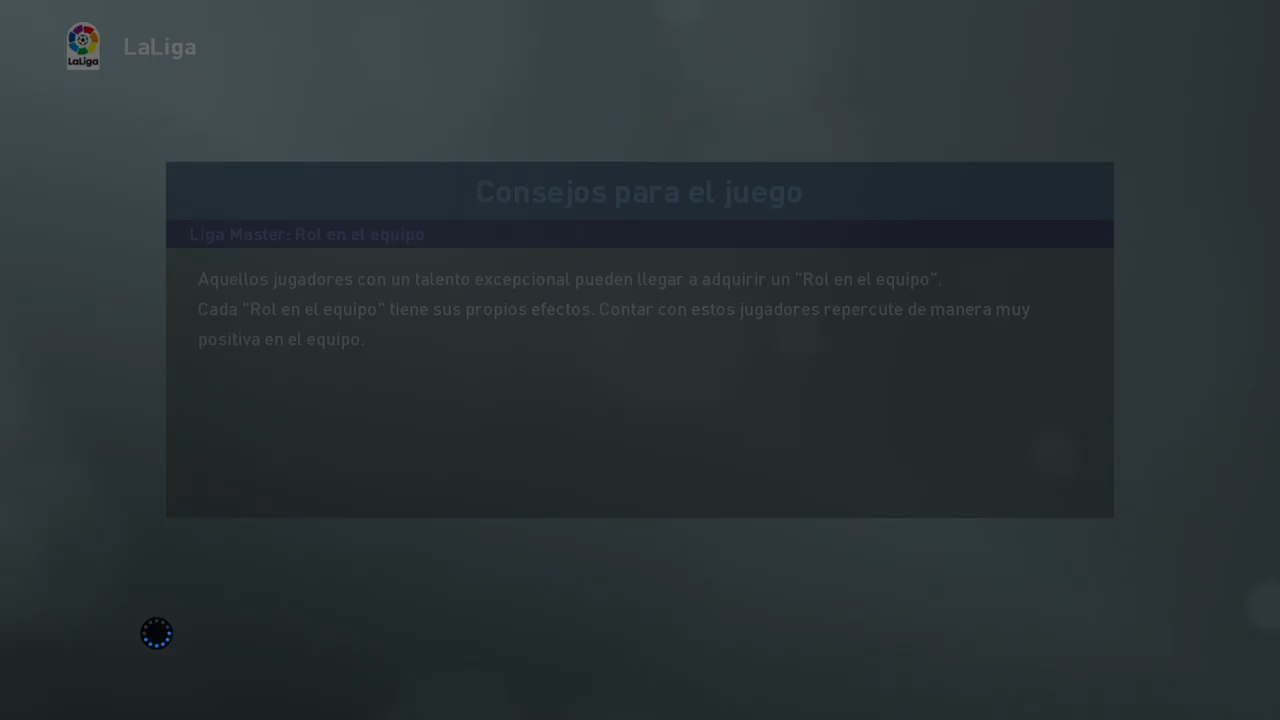 LaLiga
LaLiga
Consejos para el juego
Liga Master: Rol en el equipo
Aquellos jugadores con un talento excepcional pueden llegar a adquirir un "Rol en el equipo".
Cada "Rol en el equipo" tiene sus propios efectos. Contar con estos jugadores repercute de manera muy
positiva en el equipo.